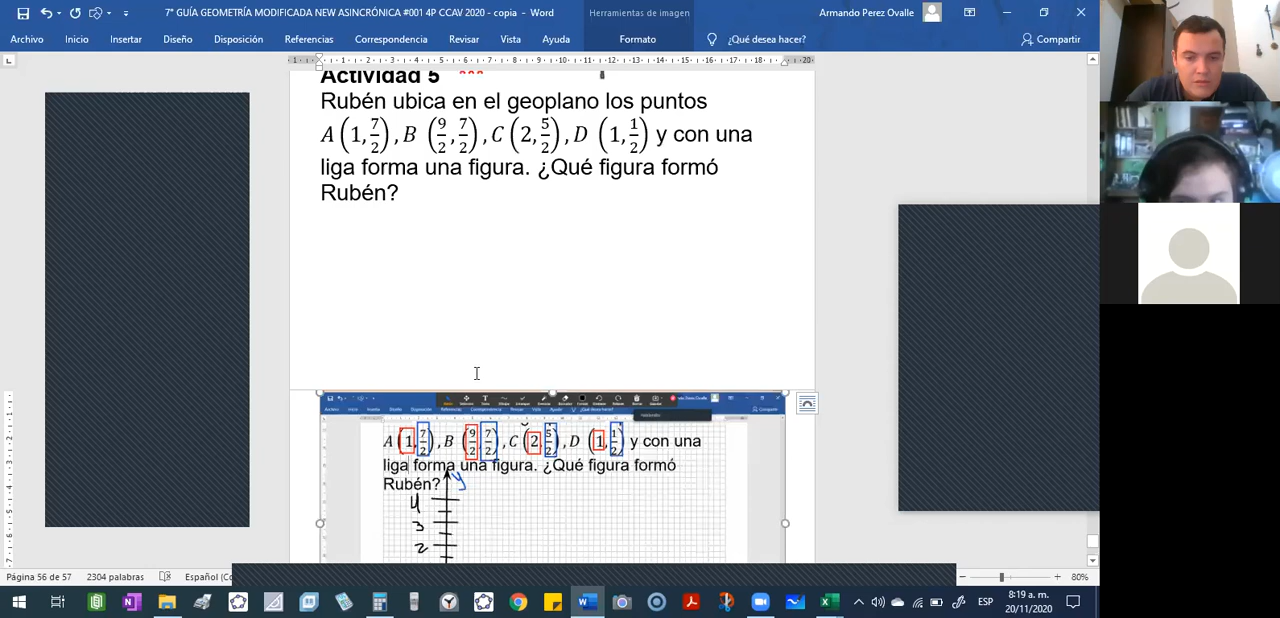 7° GUÍA GEOMETRÍA MODIFICADA NEW ASINCRÓNICA #001 4P CCAV 2020 - copia - Word
Herramientas de imagen
Armando Perez Ovalle
Archivo Inicio Insertar Diseño Disposición Referencias Correspondencia Revisar Vista Ayuda Formato ¿Qué desea hacer? Compartir
Actividad 5
Rubén ubica en el geoplano los puntos
A (1, 7/2), B (9/2, 7/2), C (2, 5/2), D (1, 1/2) y con una
liga forma una figura. ¿Qué figura formó
Rubén?
A (1, 7/2), B (9/2, 7/2), C (2, 5/2), D (1, 1/2) y con una
liga forma una figura. ¿Qué figura formó
Rubén?
y
4
3
2
Página 56 de 57 2304 palabras Español (Co 80%
ESP
8:19 a. m.
20/11/2020